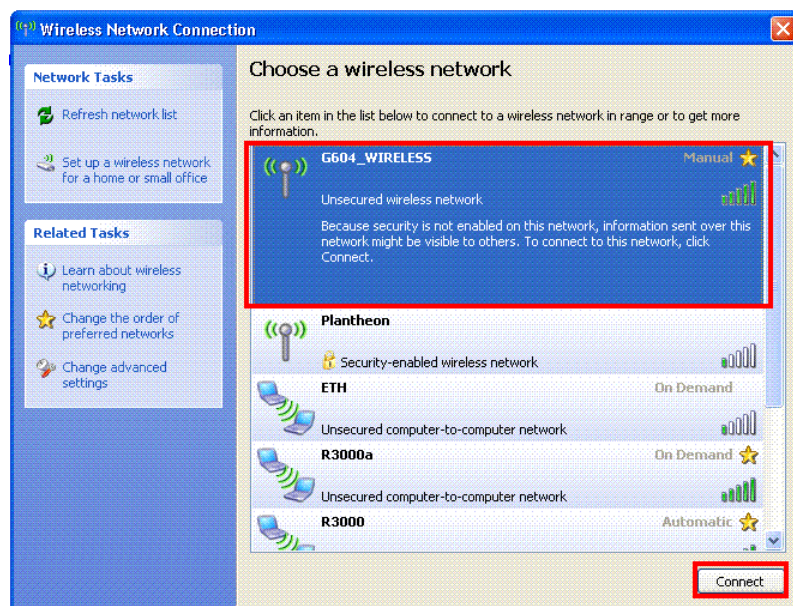 Wireless Network Connection
Network Tasks
Refresh network list
Set up a wireless network
for a home or small office
Related Tasks
Learn about wireless
networking
Change the order of
preferred networks
Change advanced
settings
Choose a wireless network
Click an item in the list below to connect to a wireless network in range or to get more
information.
G604_WIRELESS Manual
Unsecured wireless network
Because security is not enabled on this network, information sent over this
network might be visible to others. To connect to this network, click
Connect.
Plantheon
Security-enabled wireless network
ETH On Demand
Unsecured computer-to-computer network
R3000a On Demand
Unsecured computer-to-computer network
R3000 Automatic
Connect